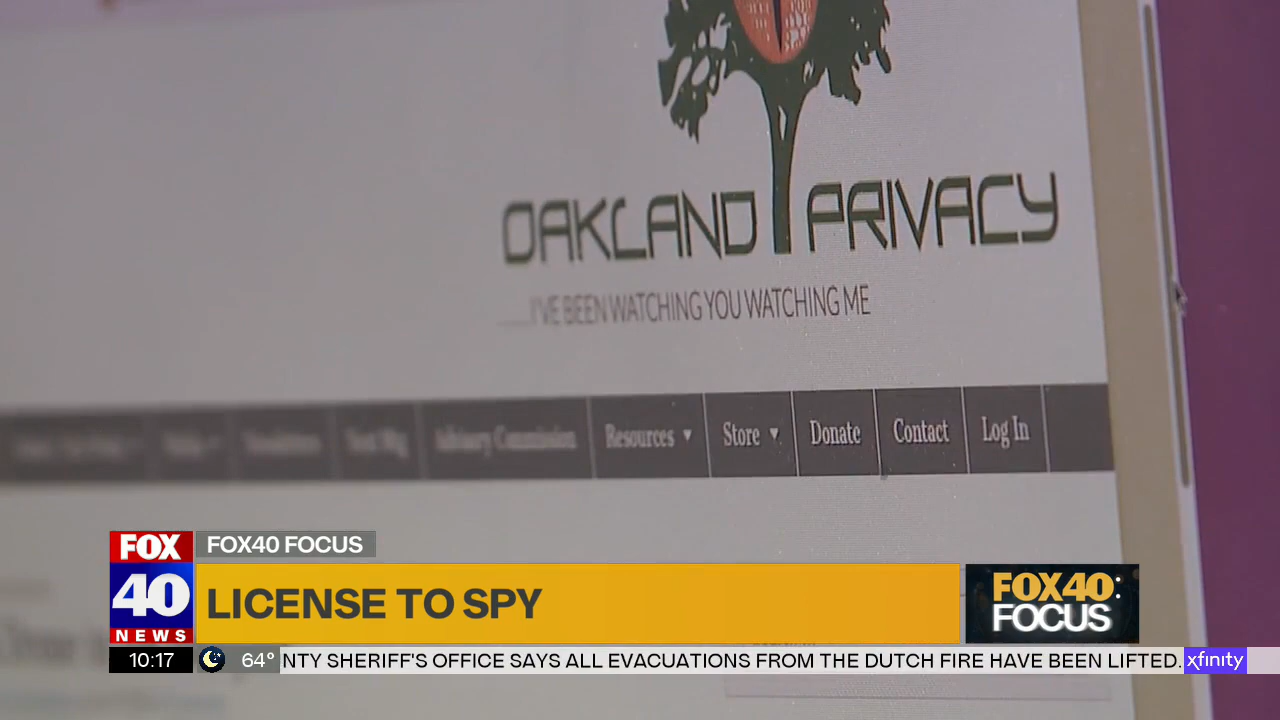 OAKLAND PRIVACY
......I'VE BEEN WATCHING YOU WATCHING ME
Advisory Commission Resources ▼ Store ▼ Donate Contact Log In
FOX 40 NEWS
FOX40 FOCUS
LICENSE TO SPY
FOX40: FOCUS
10:17 64° NTY SHERIFF'S OFFICE SAYS ALL EVACUATIONS FROM THE DUTCH FIRE HAVE BEEN LIFTED. xfinity